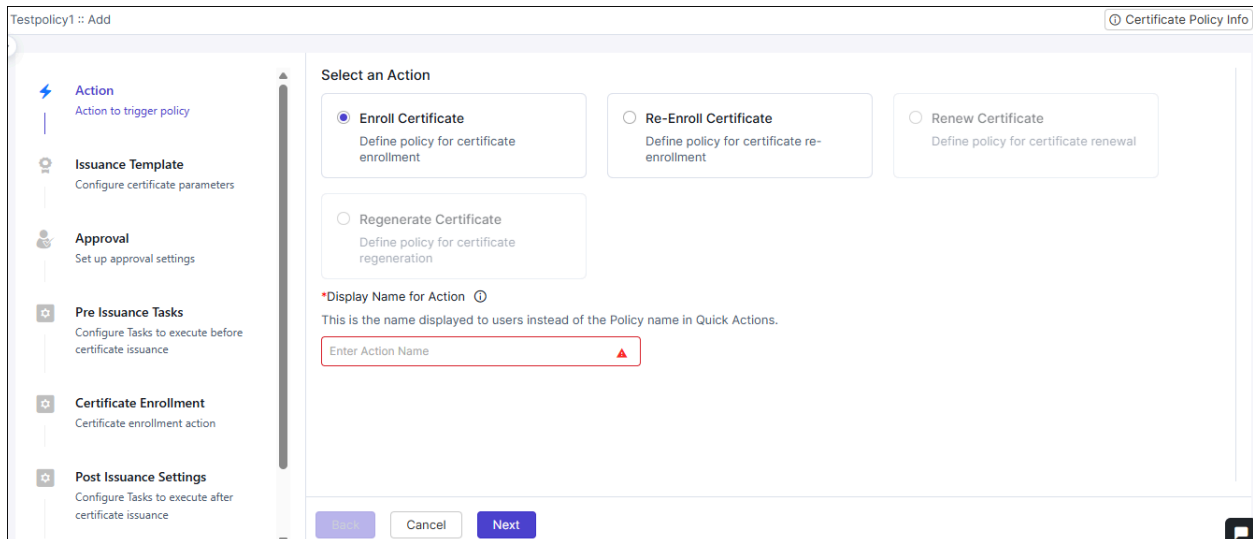 Testpolicy1 :: Add
Certificate Policy Info
Action
Action to trigger policy
Issuance Template
Configure certificate parameters
Approval
Set up approval settings
Pre Issuance Tasks
Configure Tasks to execute before
certificate issuance
Certificate Enrollment
Certificate enrollment action
Post Issuance Settings
Configure Tasks to execute after
certificate issuance
Select an Action
Enroll Certificate
Define policy for certificate
enrollment
Re-Enroll Certificate
Define policy for certificate re-
enrollment
Renew Certificate
Define policy for certificate renewal
Regenerate Certificate
Define policy for certificate
regeneration
*Display Name for Action
This is the name displayed to users instead of the Policy name in Quick Actions.
Enter Action Name
Back
Cancel
Next